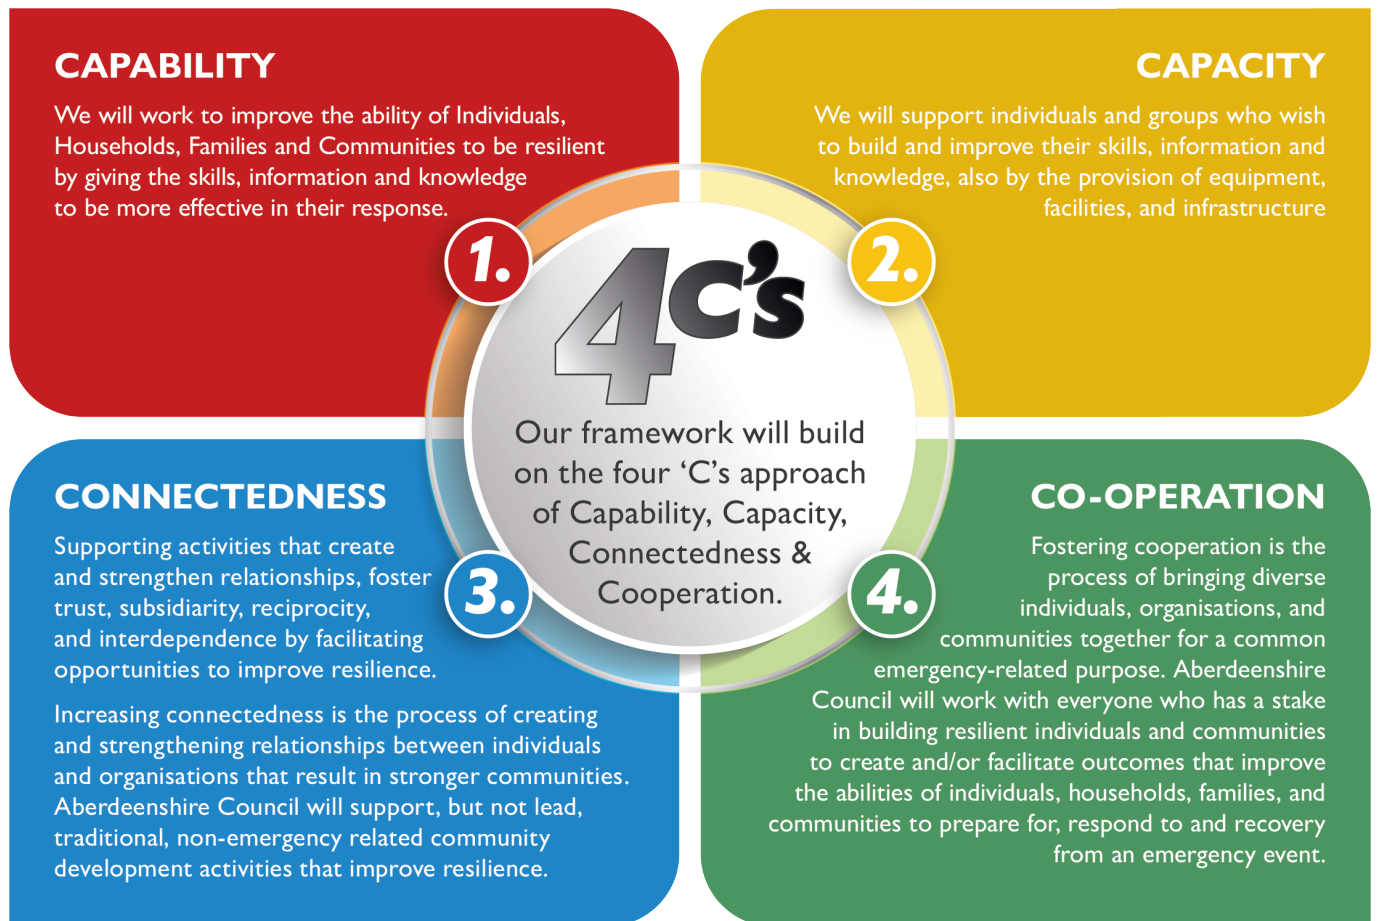 CAPABILITY
We will work to improve the ability of Individuals,
Households, Families and Communities to be resilient
by giving the skills, information and knowledge
to be more effective in their response.
1.
CAPACITY
We will support individuals and groups who wish
to build and improve their skills, information and
knowledge, also by the provision of equipment,
facilities, and infrastructure
2.
4C's
Our framework will build
on the four ‘C’s approach
of Capability, Capacity,
Connectedness &
Cooperation.
CONNECTEDNESS
Supporting activities that create
and strengthen relationships, foster
trust, subsidiarity, reciprocity,
and interdependence by facilitating
opportunities to improve resilience.
Increasing connectedness is the process of creating
and strengthening relationships between individuals
and organisations that result in stronger communities.
Aberdeenshire Council will support, but not lead,
traditional, non-emergency related community
development activities that improve resilience.
3.
CO-OPERATION
Fostering cooperation is the
process of bringing diverse
individuals, organisations, and
communities together for a common
emergency-related purpose. Aberdeenshire
Council will work with everyone who has a stake
in building resilient individuals and communities
to create and/or facilitate outcomes that improve
the abilities of individuals, households, families, and
communities to prepare for, respond to and recovery
from an emergency event.
4.